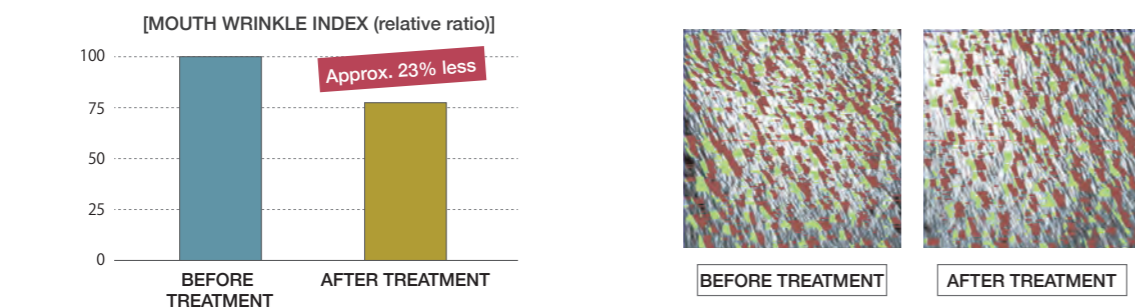 [MOUTH WRINKLE INDEX (relative ratio)]
100
75
50
25
0
Approx. 23% less
BEFORE
TREATMENT
AFTER TREATMENT
BEFORE TREATMENT
AFTER TREATMENT